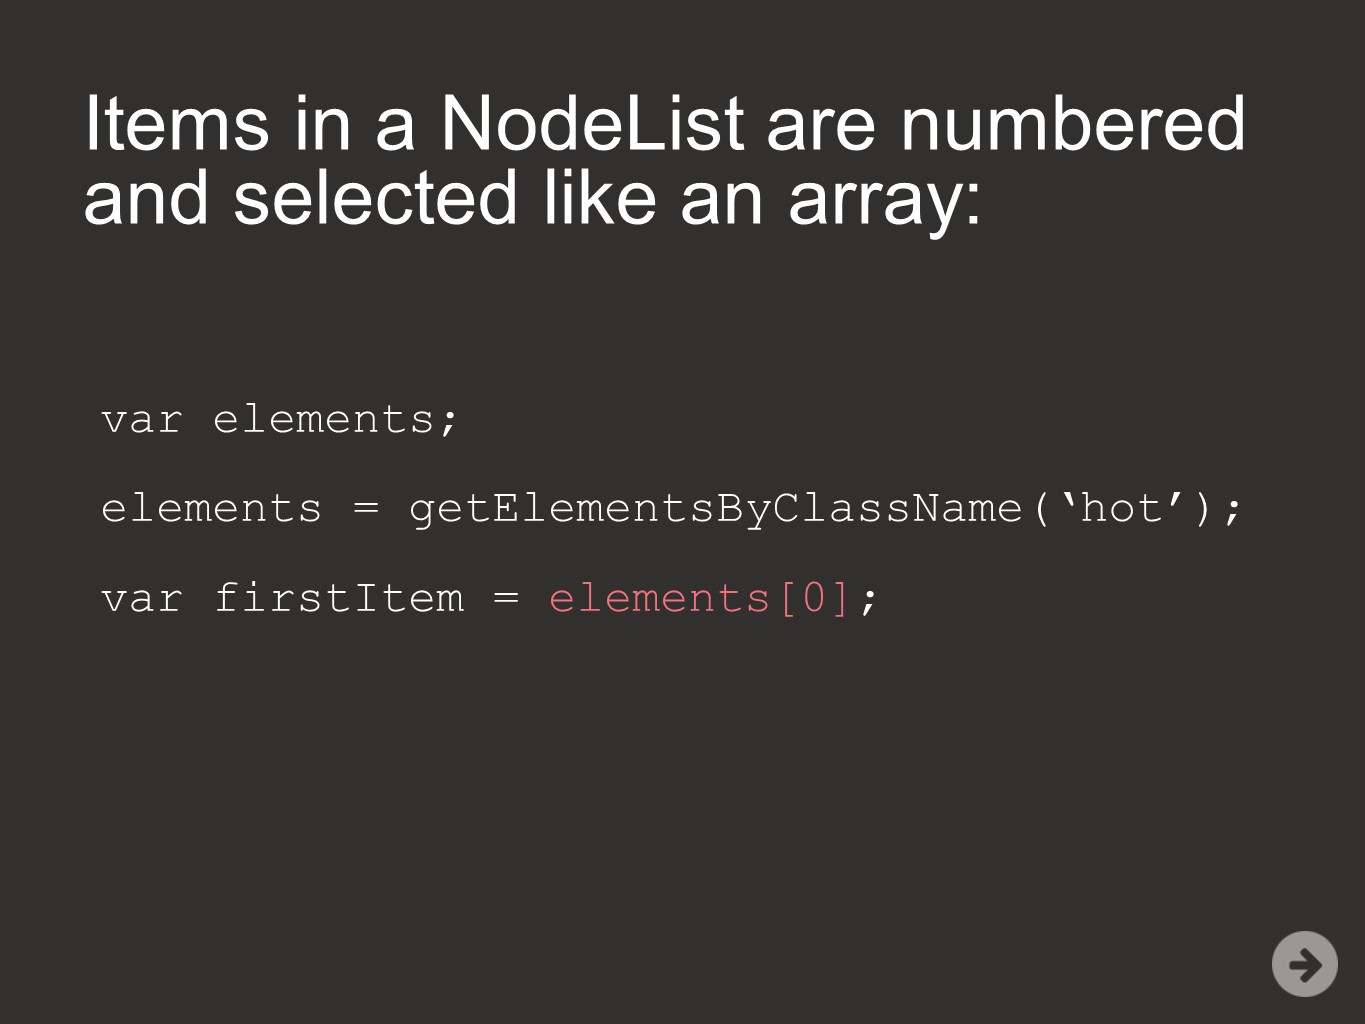 Items in a NodeList are numbered
and selected like an array:
var elements;
elements = getElementsByClassName(‘hot’);
var firstItem = elements[0];